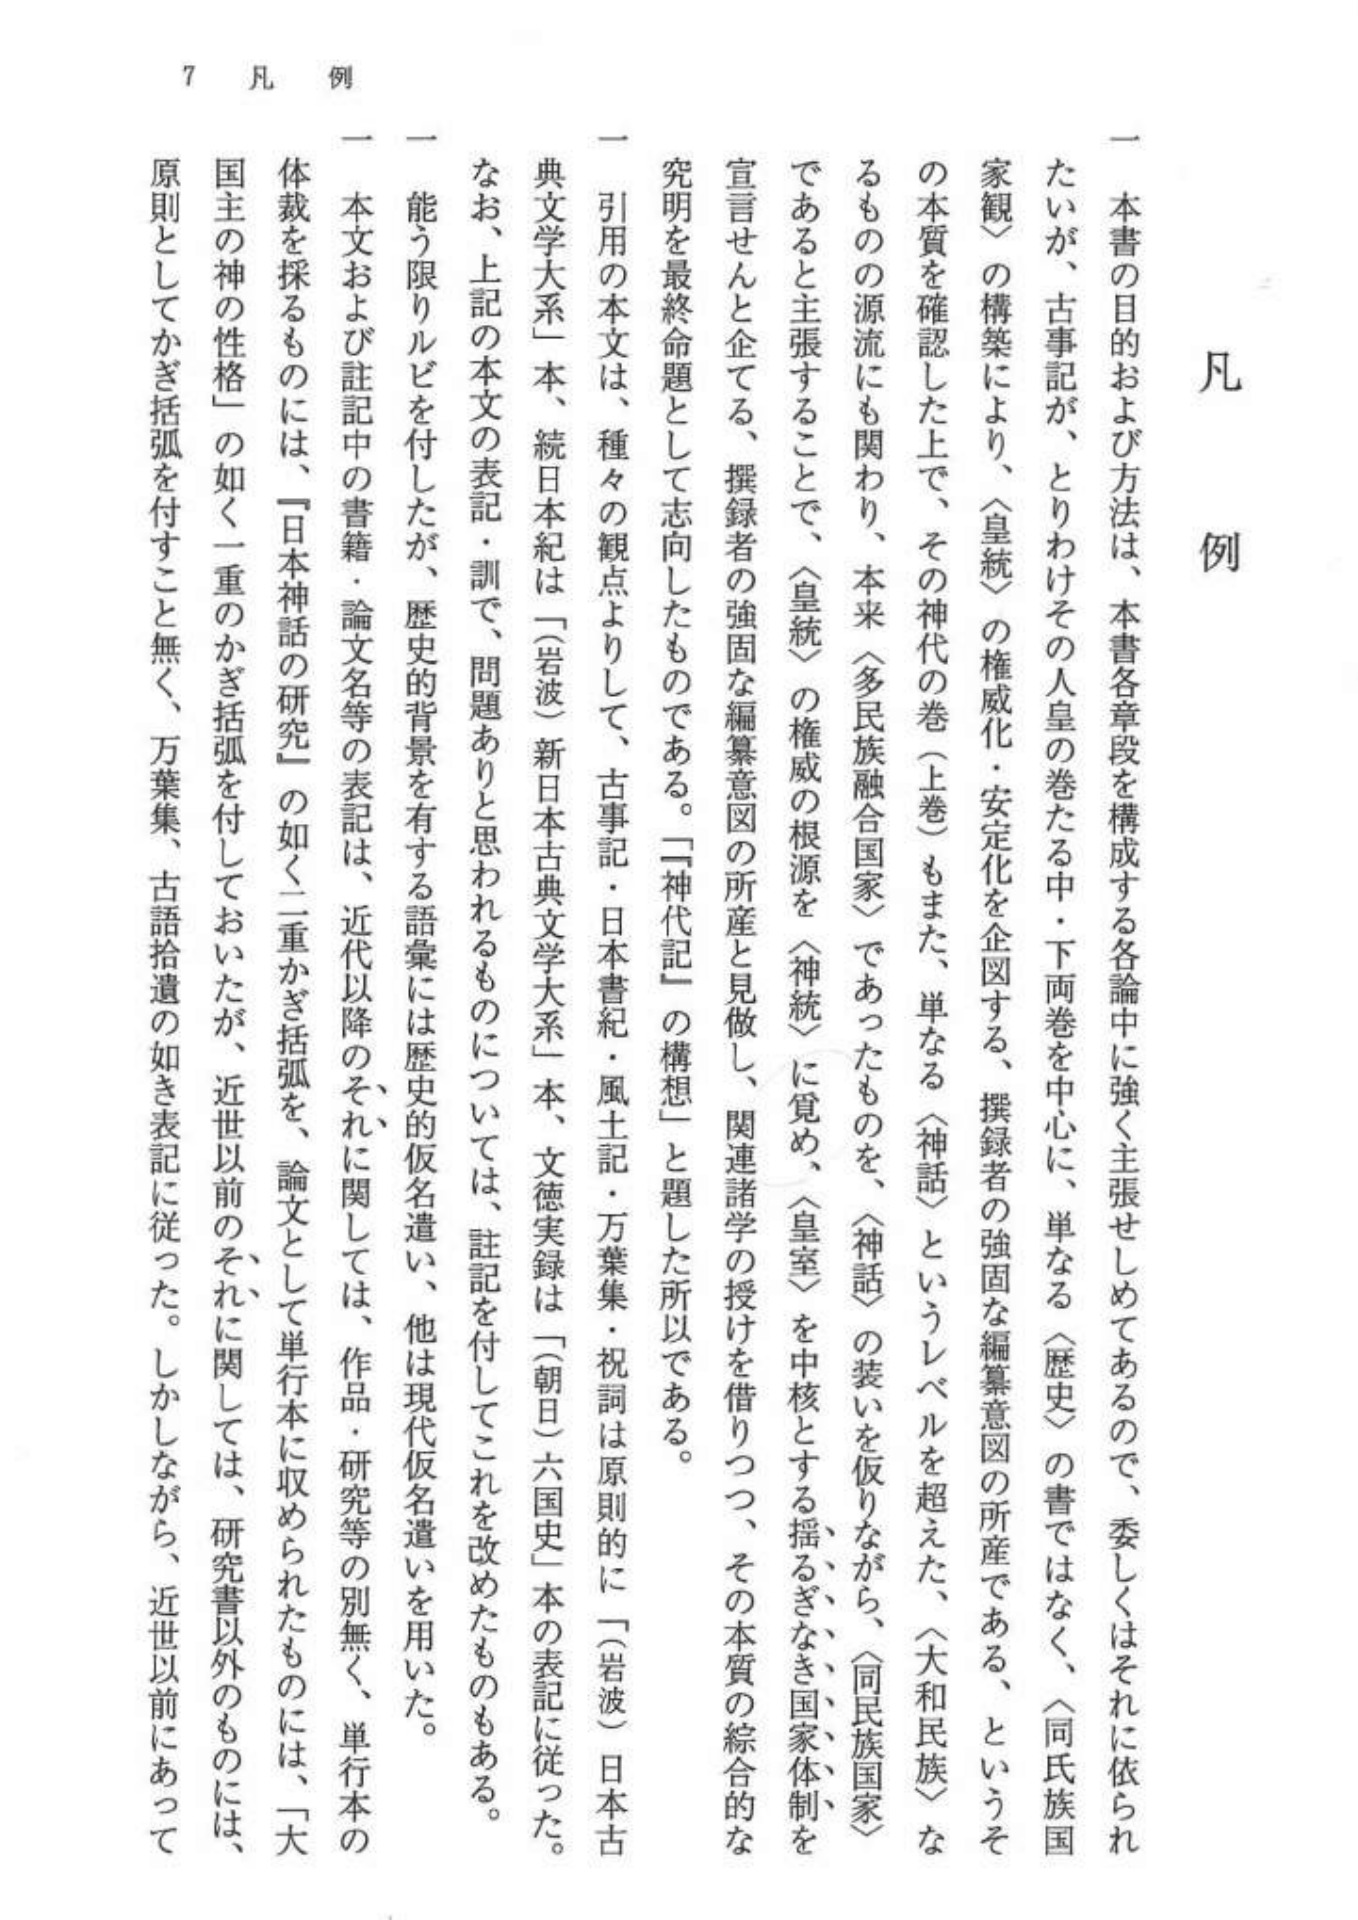 7　凡　例
凡　例
一　本書の目的および方法は、本書各章段を構成する各論中に強く主張せしめてあるので、委しくはそれに依られ
たいが、古事記が、とりわけその人皇の巻たる中・下両巻を中心に、単なる〈歴史〉の書ではなく、〈同氏族国
家観〉の構築により、〈皇統〉の権威化・安定化を企図する、撰録者の強固な編纂意図の所産である、というそ
の本質を確認した上で、その神代の巻（上巻）もまた、単なる〈神話〉というレベルを超えた、〈大和民族〉な
るものの源流にも関わり、本来〈多民族融合国家〉であったものを、〈神話〉の装いを仮りながら、〈同民族国家〉
であると主張することで、〈皇統〉の権威の根源を〈神統〉に覓め、〈皇室〉を中核とする揺るぎなき国家体制を
宣言せんと企てる、撰録者の強固な編纂意図の所産と見做し、関連諸学の授けを借りつつ、その本質の綜合的な
究明を最終命題として志向したものである。「『神代記』の構想」と題した所以である。
一　引用の本文は、種々の観点よりして、古事記・日本書紀・風土記・万葉集・祝詞は原則的に「（岩波）日本古
典文学大系」本、続日本紀は「（岩波）新日本古典文学大系」本、文徳実録は「（朝日）六国史」本の表記に従った。
なお、上記の本文の表記・訓で、問題ありと思われるものについては、註記を付してこれを改めたものもある。
一　能う限りルビを付したが、歴史的背景を有する語彙には歴史的仮名遣い、他は現代仮名遣いを用いた。
一　本文および註記中の書籍・論文名等の表記は、近代以降のそれに関しては、作品・研究等の別無く、単行本の
体裁を採るものには、『日本神話の研究』の如く二重かぎ括弧を、論文として単行本に収められたものには、「大
国主の神の性格」の如く一重のかぎ括弧を付しておいたが、近世以前のそれに関しては、研究書以外のものには、
原則としてかぎ括弧を付すこと無く、万葉集、古語拾遺の如き表記に従った。しかしながら、近世以前にあって